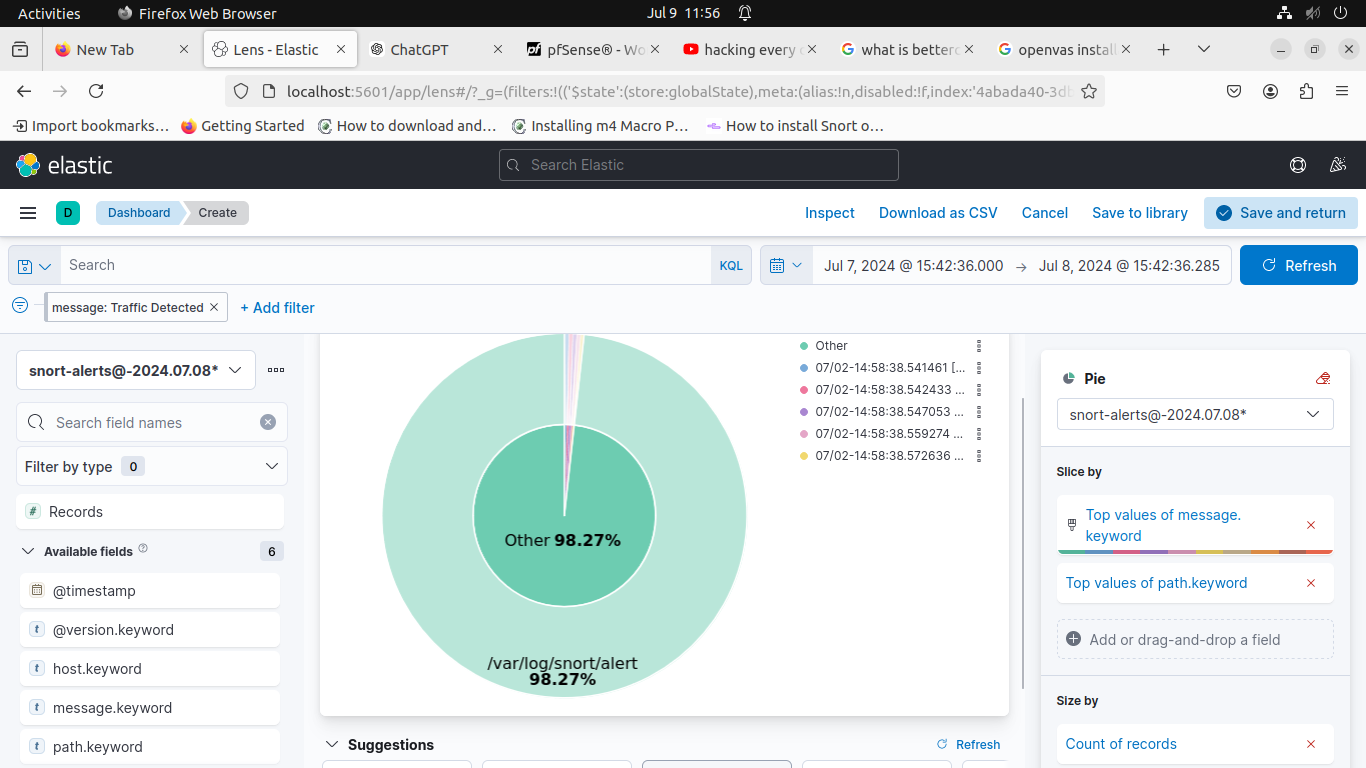 Activities
Firefox Web Browser
Jul 9 11:56
New Tab
Lens - Elastic
ChatGPT
pfSense® - Wo
hacking every
what is better
openvas instal
localhost:5601/app/lens#/?_g=(filters:!(('$state':(store:globalState),meta:(alias:!n,disabled:!f,index:'4abada40-3d
Import bookmarks…
Getting Started
How to download and…
Installing m4 Macro P…
How to install Snort o…
elastic
Search Elastic
D
Dashboard
Create
Inspect
Download as CSV
Cancel
Save to library
Save and return
Search
KQL
Jul 7, 2024 @ 15:42:36.000
→
Jul 8, 2024 @ 15:42:36.285
Refresh
message: Traffic Detected ×
+ Add filter
snort-alerts@-2024.07.08*
Search field names
Filter by type 0
# Records
Available fields 6
@timestamp
t @version.keyword
t host.keyword
t message.keyword
t path.keyword
Other 98.27%
/var/log/snort/alert
98.27%
Other
07/02-14:58:38.541461 [...
07/02-14:58:38.542433 ...
07/02-14:58:38.547053 ...
07/02-14:58:38.559274 ...
07/02-14:58:38.572636 ...
Suggestions
Refresh
Pie
snort-alerts@-2024.07.08*
Slice by
Top values of message.
keyword
Top values of path.keyword
Add or drag-and-drop a field
Size by
Count of records